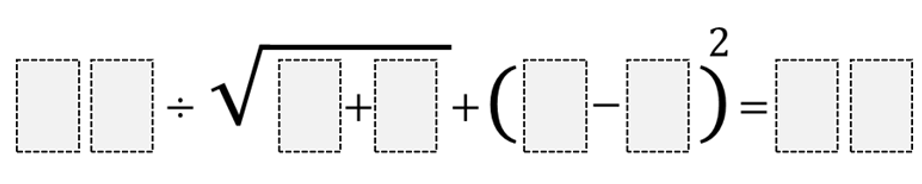 □□ ÷ √(□+□) + (□−□)² = □□